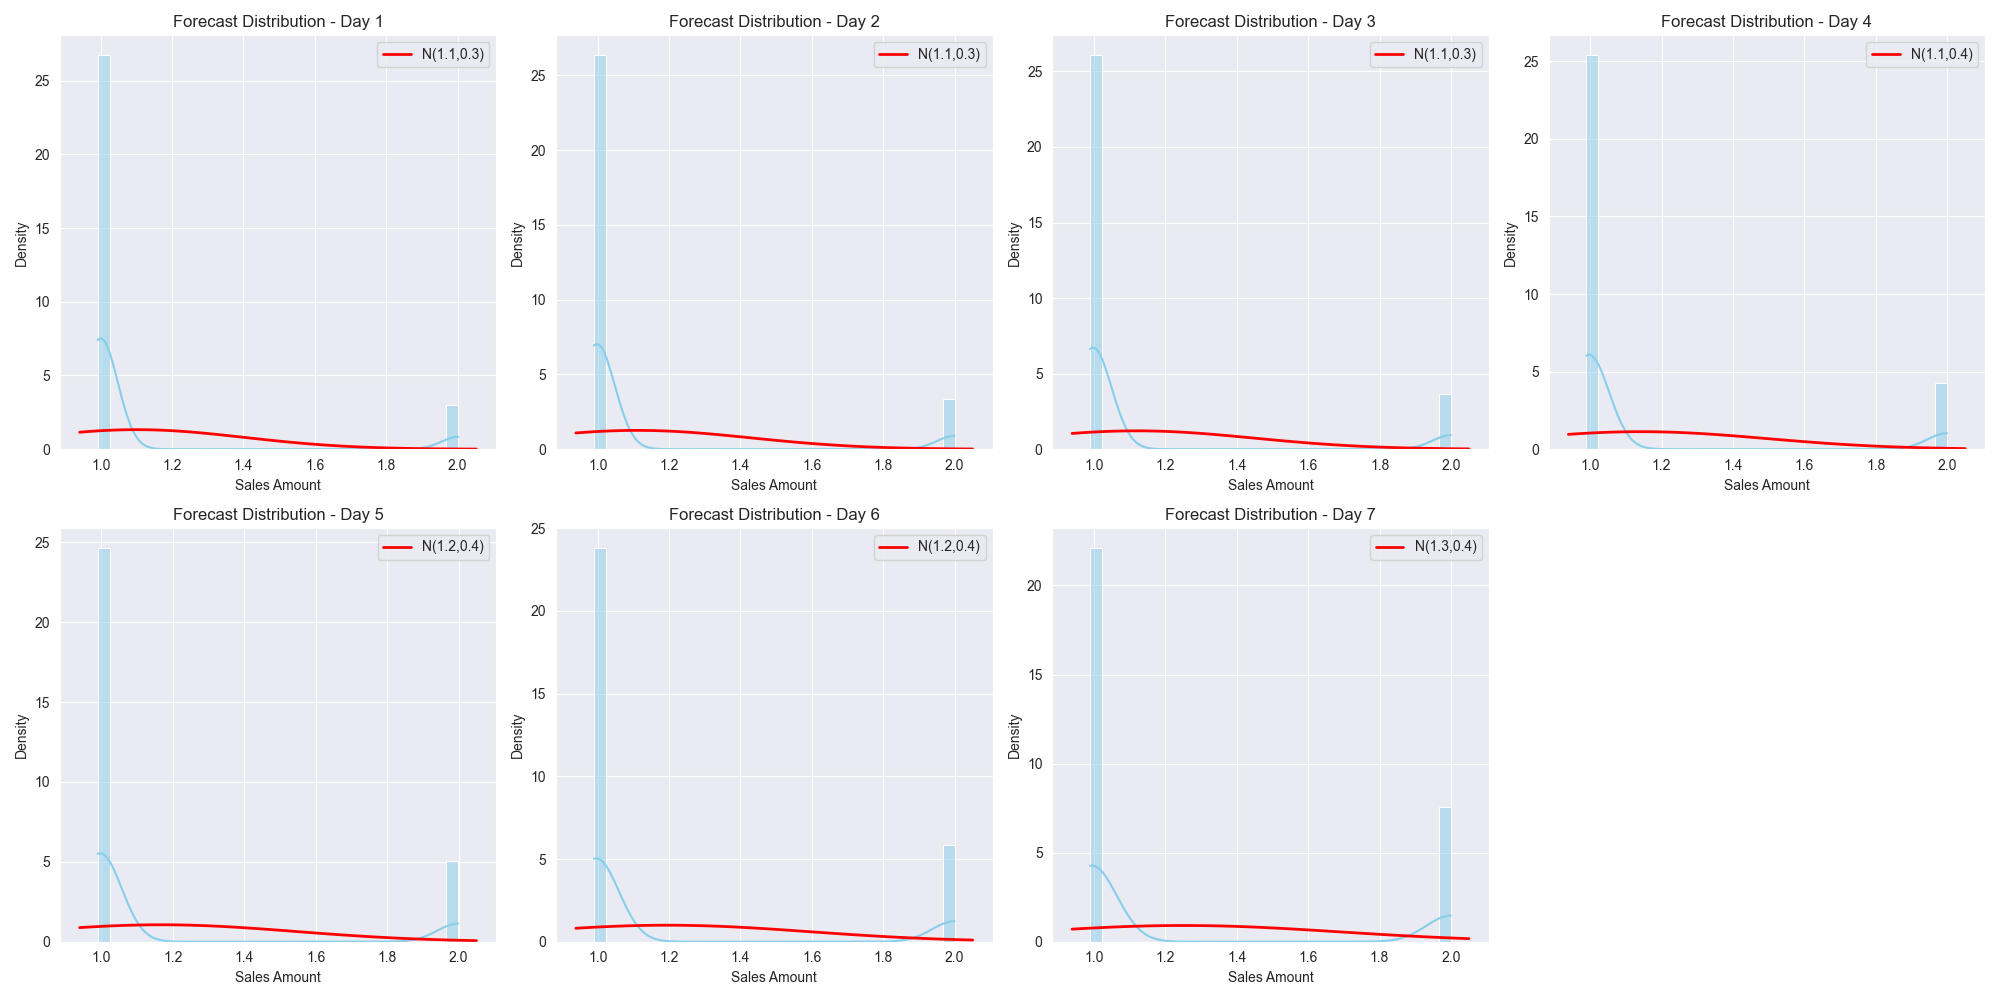 Forecast Distribution - Day 1
N(1.1,0.3)
Density
25
20
15
10
5
0
1.0 1.2 1.4 1.6 1.8 2.0
Sales Amount
Forecast Distribution - Day 2
N(1.1,0.3)
Density
25
20
15
10
5
0
1.0 1.2 1.4 1.6 1.8 2.0
Sales Amount
Forecast Distribution - Day 3
N(1.1,0.3)
Density
25
20
15
10
5
0
1.0 1.2 1.4 1.6 1.8 2.0
Sales Amount
Forecast Distribution - Day 4
N(1.1,0.4)
Density
25
20
15
10
5
0
1.0 1.2 1.4 1.6 1.8 2.0
Sales Amount
Forecast Distribution - Day 5
N(1.2,0.4)
Density
25
20
15
10
5
0
1.0 1.2 1.4 1.6 1.8 2.0
Sales Amount
Forecast Distribution - Day 6
N(1.2,0.4)
Density
25
20
15
10
5
0
1.0 1.2 1.4 1.6 1.8 2.0
Sales Amount
Forecast Distribution - Day 7
N(1.3,0.4)
Density
20
15
10
5
0
1.0 1.2 1.4 1.6 1.8 2.0
Sales Amount